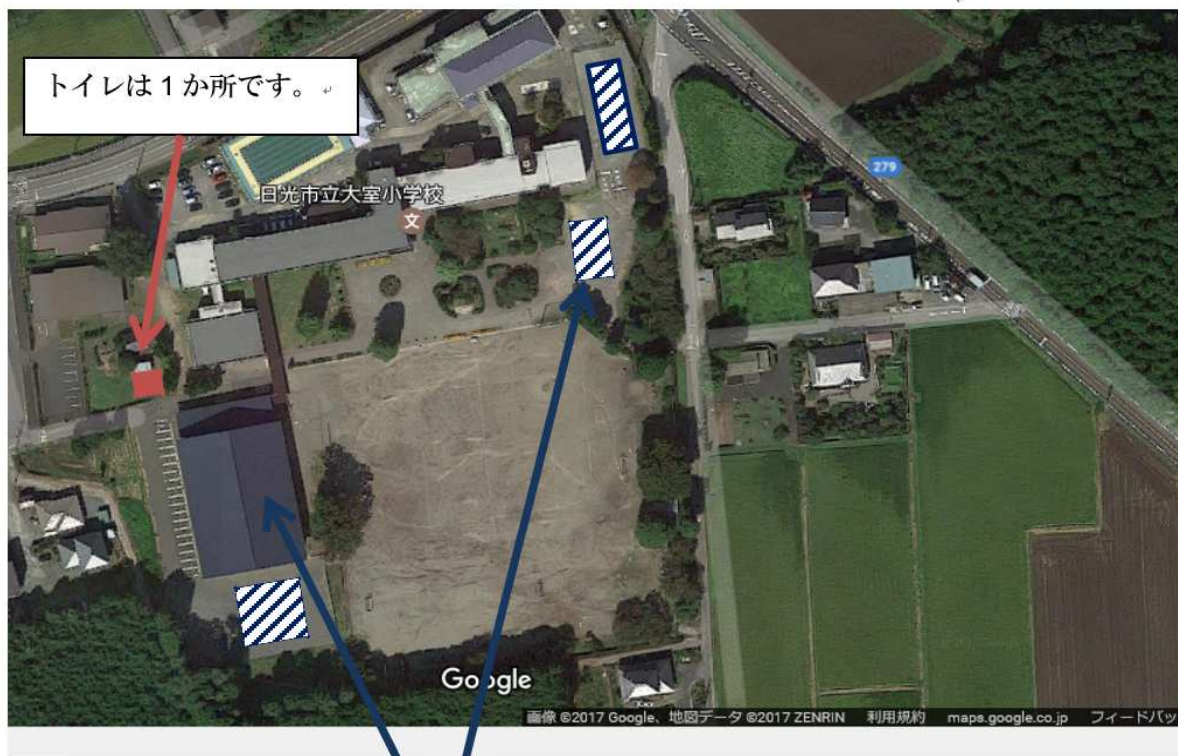 トイレは1か所です。
279
日光市立大室小学校
文
Google
画像 ©2017 Google、地図データ ©2017 ZENRIN 利用規約 maps.google.co.jp フィードバッ